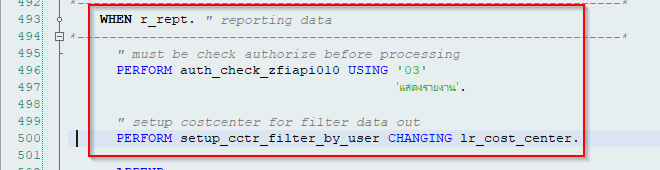 492
493 WHEN r_rept. " reporting data
494 *----------------------------------------------------------------------*
495 " must be check authorize before processing
496 PERFORM auth_check_zfiapi010 USING '03'
497 'แสดงรายงาน'.
498
499 " setup costcenter for filter data out
500 PERFORM setup_cctr_filter_by_user CHANGING lr_cost_center.
501
APPEND